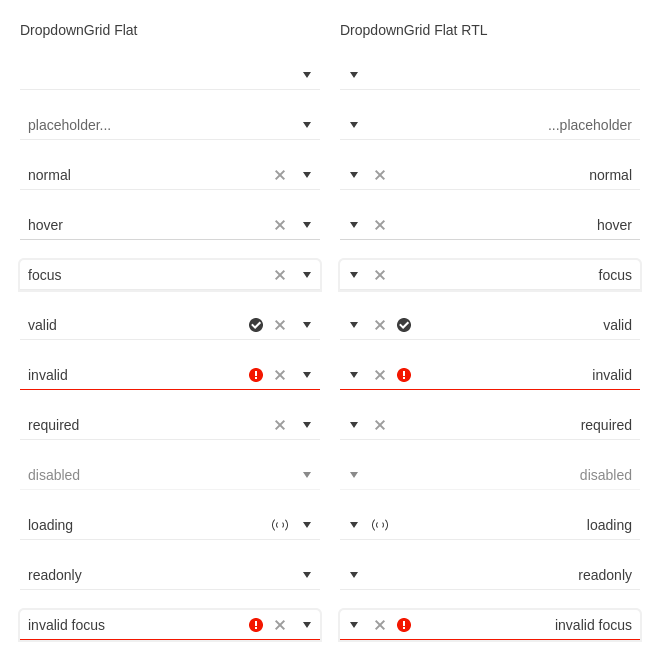 DropdownGrid Flat
placeholder...
normal
hover
focus
valid
invalid
required
disabled
loading
readonly
invalid focus
DropdownGrid Flat RTL
...placeholder
normal
hover
focus
valid
invalid
required
disabled
loading
readonly
invalid focus